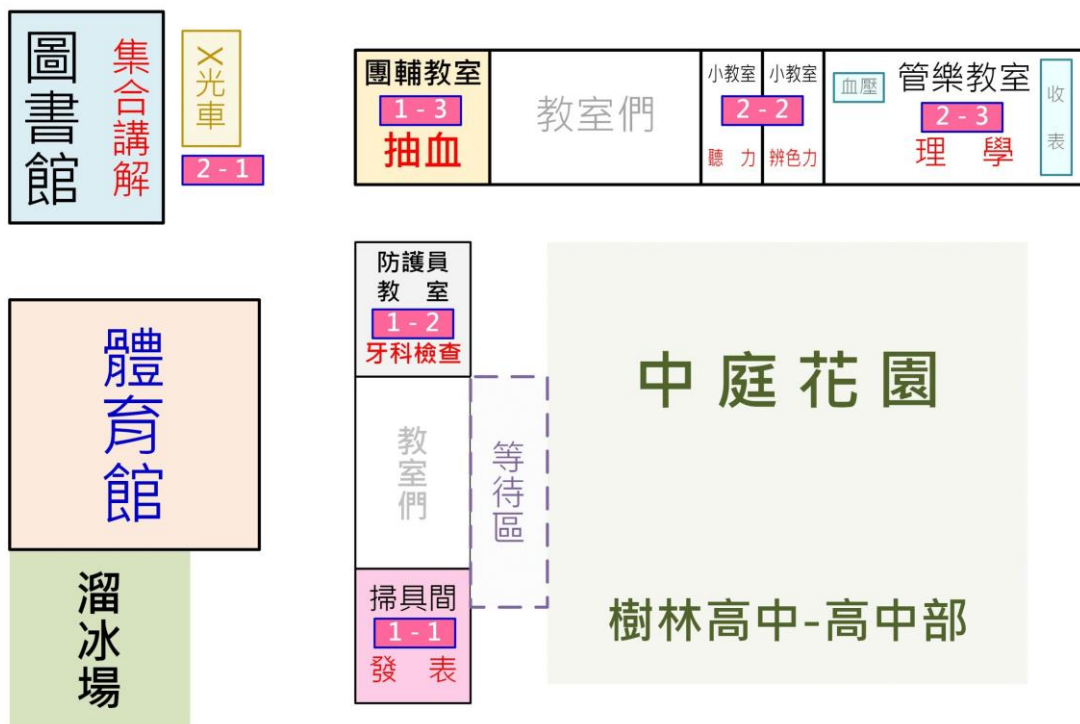 圖書館
集合講解
X光車
2 - 1
團輔教室
1 - 3
抽血
教室們
小教室 小教室
2 - 2
聽 力 辨色力
血壓
管樂教室
2 - 3
理 學
收表
防護員
教 室
1 - 2
牙科檢查
體育館
教室們
等待區
中庭花園
溜冰場
掃具間
1 - 1
發 表
樹林高中-高中部